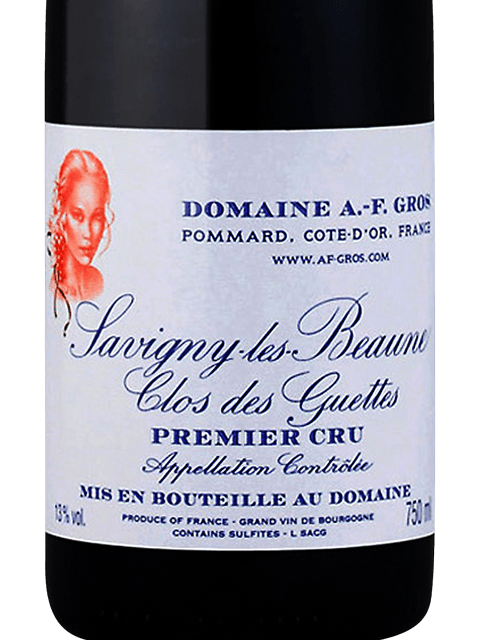 DOMAINE A.-F. GROS
POMMARD, COTE-D'OR, FRANCE
WWW.AF-GROS.COM
Savigny-les-Beaune
Clos des Guettes
PREMIER CRU
Appellation Contrôlée
MIS EN BOUTEILLE AU DOMAINE
13% vol.
PRODUCE OF FRANCE - GRAND VIN DE BOURGOGNE
750 ml
CONTAINS SULFITES - L SACG